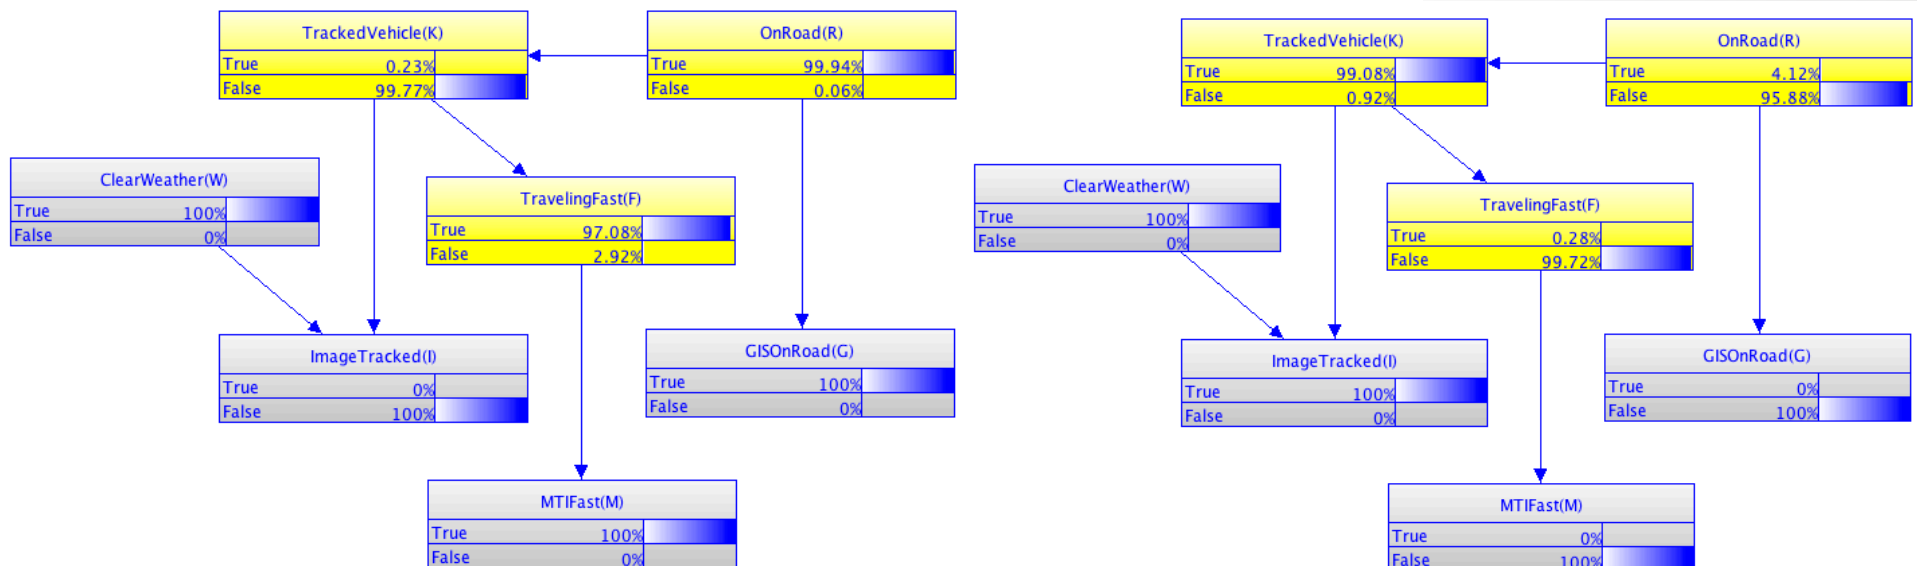 TrackedVehicle(K)
True 0.23%
False 99.77%
OnRoad(R)
True 99.94%
False 0.06%
ClearWeather(W)
True 100%
False 0%
TravelingFast(F)
True 97.08%
False 2.92%
ImageTracked(I)
True 0%
False 100%
GISOnRoad(G)
True 100%
False 0%
MTIFast(M)
True 100%
False 0%
TrackedVehicle(K)
True 99.08%
False 0.92%
OnRoad(R)
True 4.12%
False 95.88%
ClearWeather(W)
True 100%
False 0%
TravelingFast(F)
True 0.28%
False 99.72%
ImageTracked(I)
True 100%
False 0%
GISOnRoad(G)
True 0%
False 100%
MTIFast(M)
True 0%
False 100%